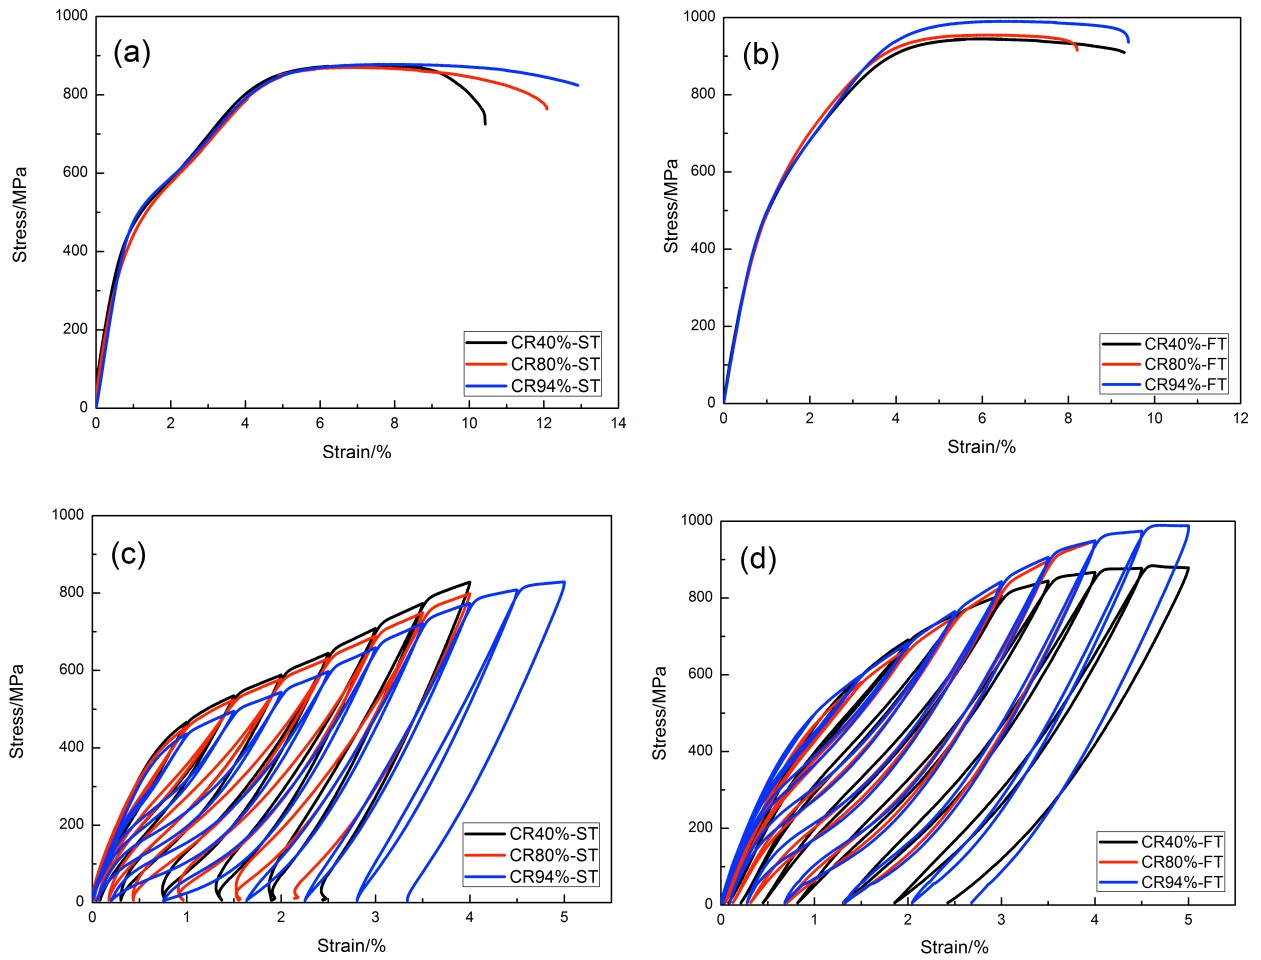 (a)
Stress/MPa
1000
800
600
400
200
0
0 2 4 6 8 10 12 14
Strain/%
CR40%-ST
CR80%-ST
CR94%-ST
(b)
Stress/MPa
1000
800
600
400
200
0
0 2 4 6 8 10 12
Strain/%
CR40%-FT
CR80%-FT
CR94%-FT
(c)
Stress/MPa
1000
800
600
400
200
0
0 1 2 3 4 5
Strain/%
CR40%-ST
CR80%-ST
CR94%-ST
(d)
Stress/MPa
1000
800
600
400
200
0
0 1 2 3 4 5
Strain/%
CR40%-FT
CR80%-FT
CR94%-FT